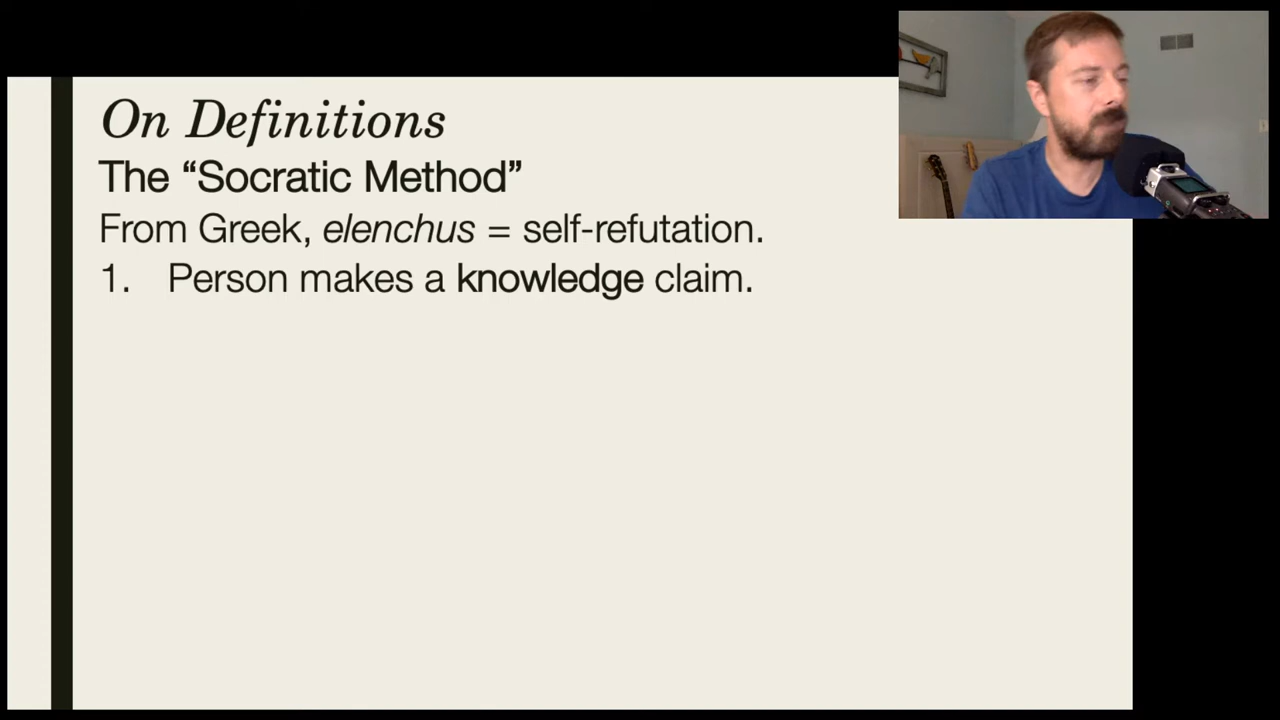 On Definitions
The “Socratic Method”
From Greek, elenchus = self-refutation.
1. Person makes a knowledge claim.